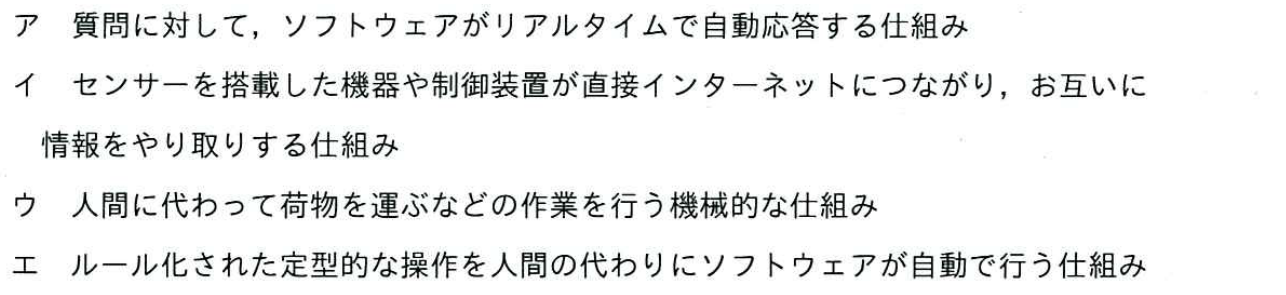 ア 質問に対して，ソフトウェアがリアルタイムで自動応答する仕組み
イ センサーを搭載した機器や制御装置が直接インターネットにつながり，お互いに
情報をやり取りする仕組み
ウ 人間に代わって荷物を運ぶなどの作業を行う機械的な仕組み
エ ルール化された定型的な操作を人間の代わりにソフトウェアが自動で行う仕組み